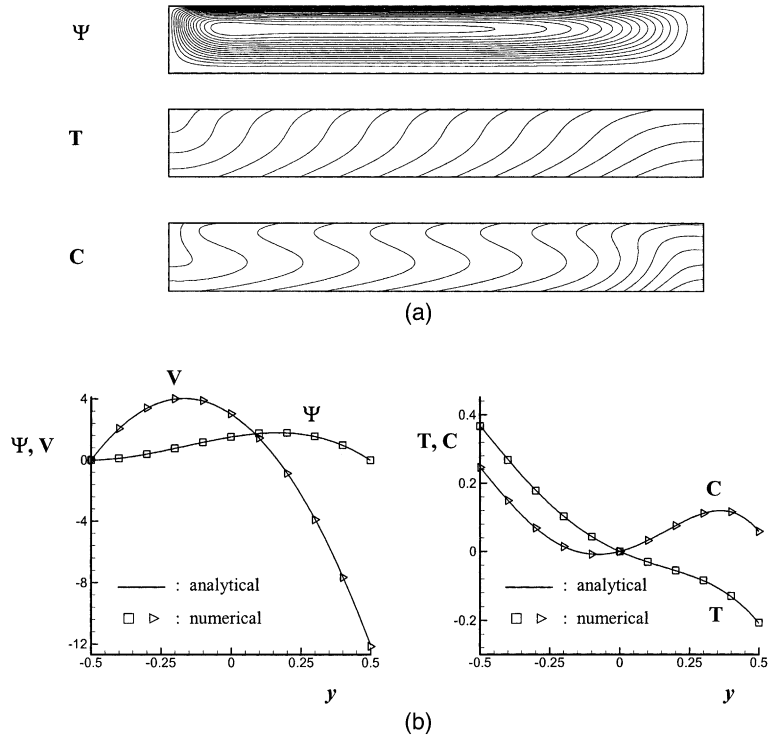 Ψ
T
C
(a)
V
Ψ
Ψ, V
4
0
-4
-8
-12
-0.5 -0.25 0 0.25 0.5
y
: analytical
: numerical
T, C
0.4
0.2
0
-0.2
-0.5 -0.25 0 0.25 0.5
y
C
T
: analytical
: numerical
(b)